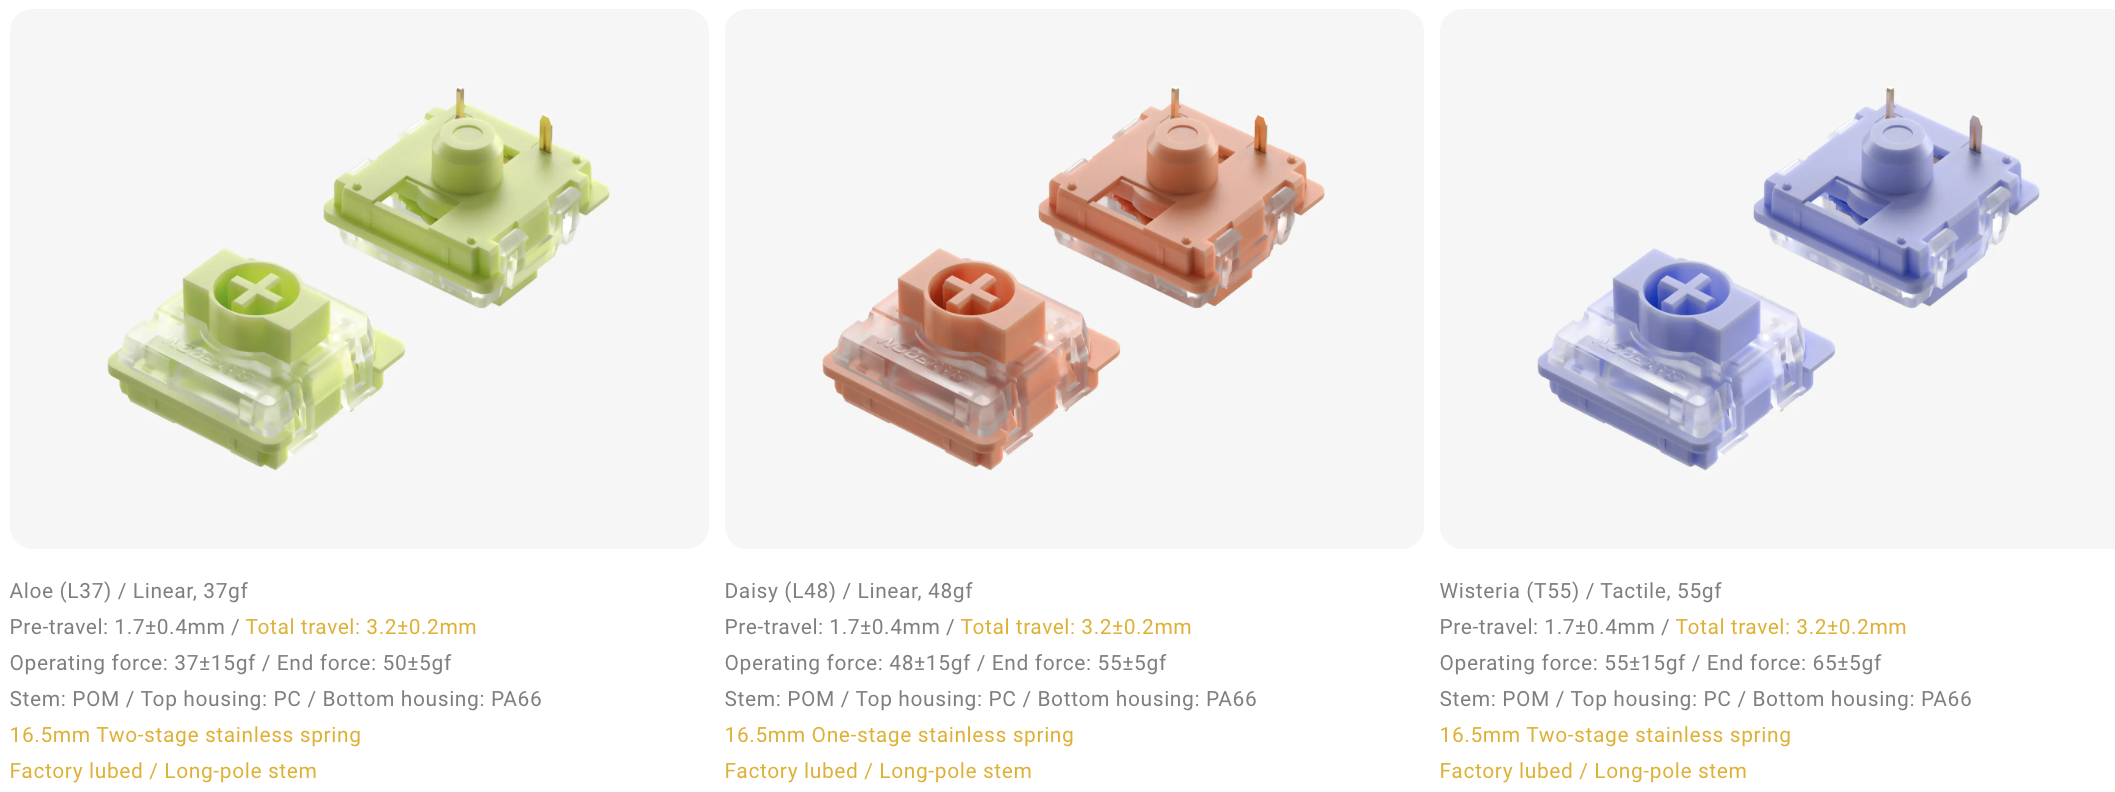 Aloe (L37) / Linear, 37gf
Pre-travel: 1.7±0.4mm / Total travel: 3.2±0.2mm
Operating force: 37±15gf / End force: 50±5gf
Stem: POM / Top housing: PC / Bottom housing: PA66
16.5mm Two-stage stainless spring
Factory lubed / Long-pole stem
Daisy (L48) / Linear, 48gf
Pre-travel: 1.7±0.4mm / Total travel: 3.2±0.2mm
Operating force: 48±15gf / End force: 55±5gf
Stem: POM / Top housing: PC / Bottom housing: PA66
16.5mm One-stage stainless spring
Factory lubed / Long-pole stem
Wisteria (T55) / Tactile, 55gf
Pre-travel: 1.7±0.4mm / Total travel: 3.2±0.2mm
Operating force: 55±15gf / End force: 65±5gf
Stem: POM / Top housing: PC / Bottom housing: PA66
16.5mm Two-stage stainless spring
Factory lubed / Long-pole stem